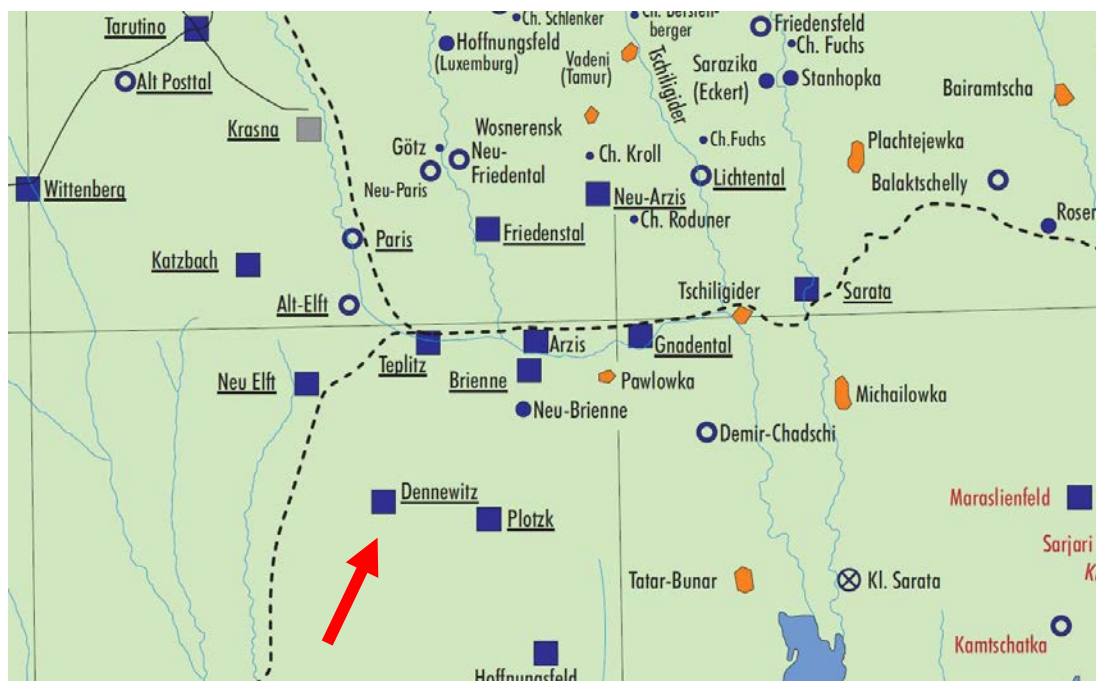 Tarutino
Alt Posttal
Krasna
Wittenberg
Katzbach
Paris
Alt-Elft
Neu Elft
Teplitz
Ch. Schlenker
Hoffnungsfeld
(Luxemburg)
Vadeni
(Tamur)
Wosnerensk
Götz
Neu-
Friedental
Neu-Paris
Friedenstal
Ch. Kroll
Neu-Arzis
Ch. Roduner
berger
Tschiligider
Friedensfeld
Ch. Fuchs
Sarazika
(Eckert)
Stanhopka
Ch.Fuchs
Lichtental
Bairamtscha
Plachtejewka
Balaktschelly
Tschiligider
Sarata
Arzis
Gnadental
Brienne
Pawlowka
Neu-Brienne
Michailowka
Demir-Chadschi
Dennewitz
Plotzk
Maraslienfeld
Sarjari
Tatar-Bunar
Kl. Sarata
Kamtschatka
Hoffnungsfeld